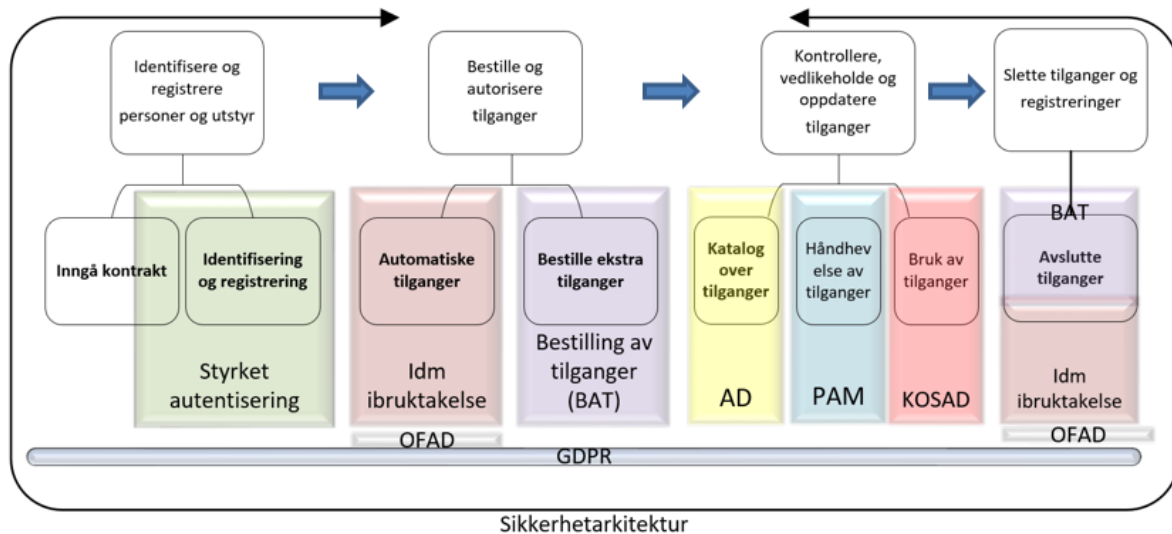 Identifisere og
registrere
personer og utstyr
Bestille og
autorisere
tilganger
Kontrollere,
vedlikeholde og
oppdatere
tilganger
Slette tilganger og
registreringer
Inngå kontrakt
Identifisering
og registrering
Automatiske
tilganger
Bestille ekstra
tilganger
Katalog
over
tilganger
Håndhev
else av
tilganger
Bruk av
tilganger
BAT
Avslutte
tilganger
Styrket
autentisering
Idm
ibruktakelse
Bestilling av
tilganger
(BAT)
AD
PAM
KOSAD
Idm
ibruktakelse
OFAD
OFAD
GDPR
Sikkerhetarkitektur